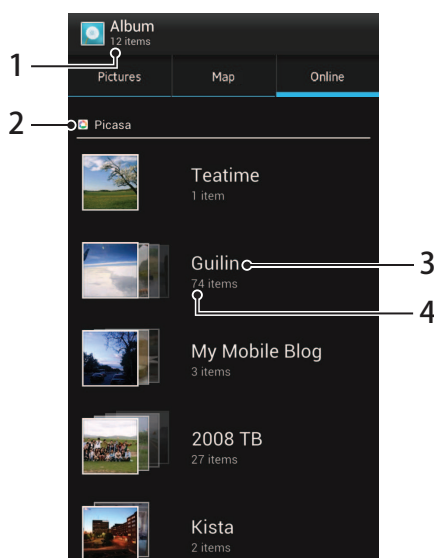 Album
12 items
1
Pictures Map Online
2
Picasa
Teatime
1 item
Guilin
3
74 items
4
My Mobile Blog
3 items
2008 TB
27 items
Kista
2 items